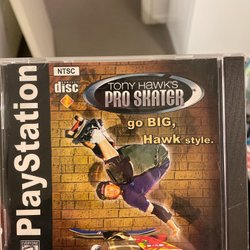 NTSC
disc
PlayStation
TONY HAWK'S
PRO SKATER
go BIG,
Hawk style.